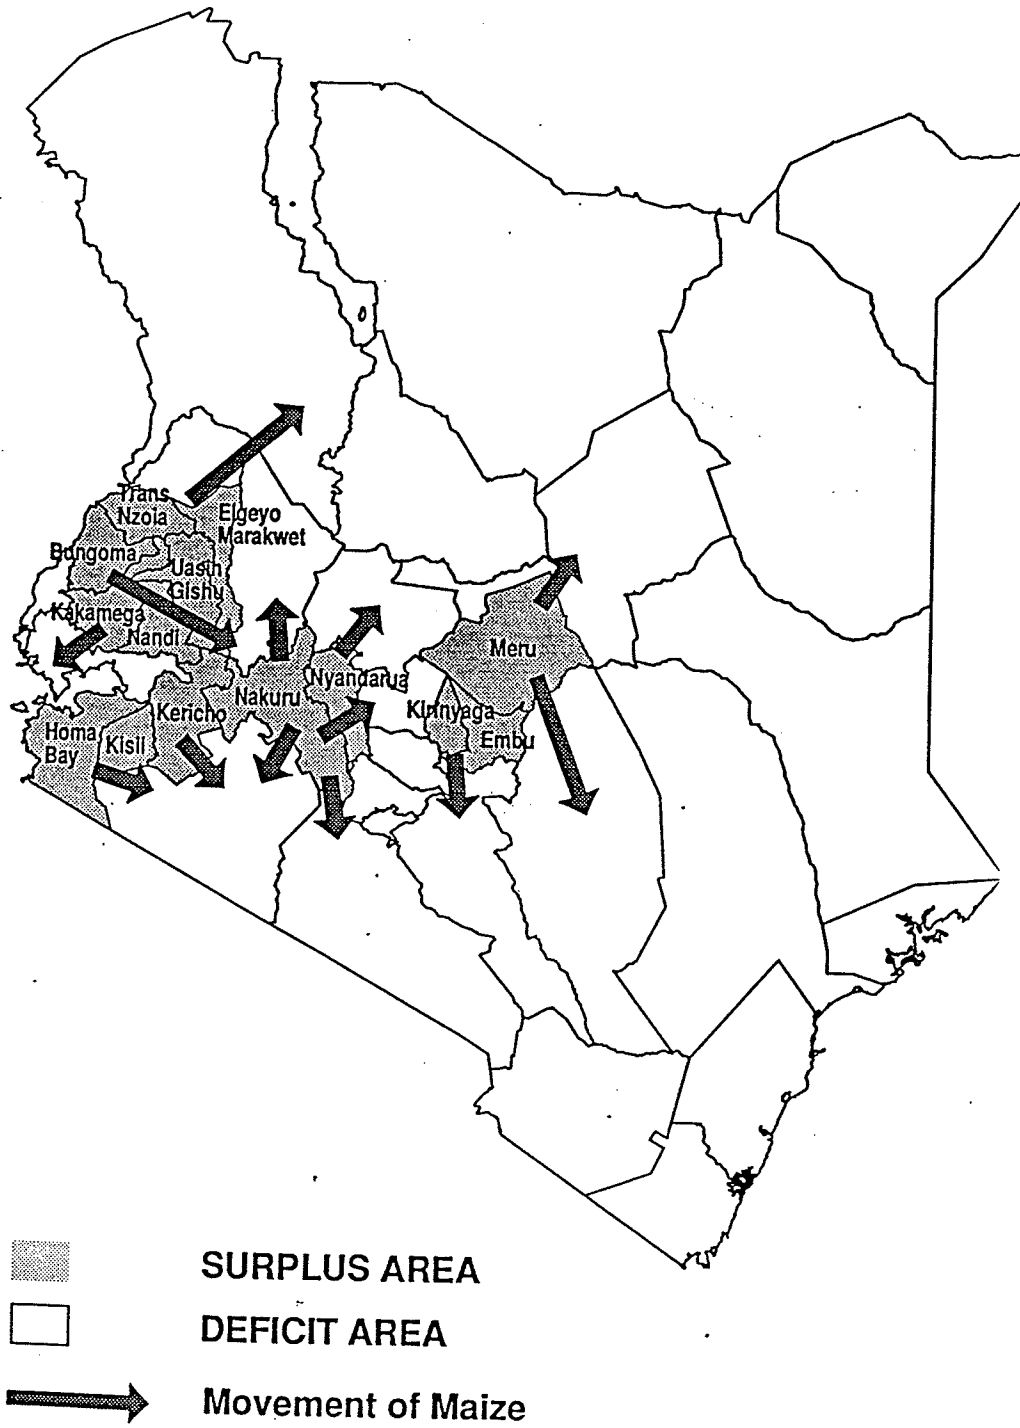 Trans
Nzoia
Elgeyo
Marakwet
Bungoma
Uasin
Gishu
Kakamega
Nandi
Meru
Nyandarua
Nakuru
Kericho
Kirinyaga
Homa
Bay
Kisii
Embu
SURPLUS AREA
DEFICIT AREA
Movement of Maize